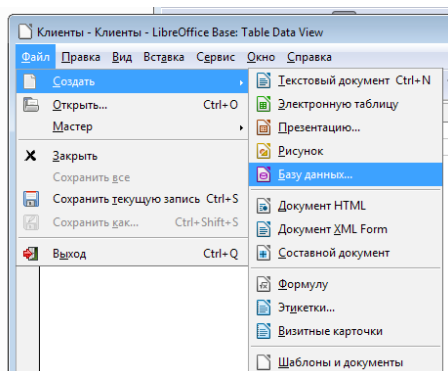 Клиенты - Клиенты - LibreOffice Base: Table Data View
Файл Правка Вид Вставка Сервис Окно Справка
Создать
Открыть... Ctrl+O
Мастер
Закрыть
Сохранить все
Сохранить текущую запись Ctrl+S
Сохранить как... Ctrl+Shift+S
Выход Ctrl+Q
Текстовый документ Ctrl+N
Электронную таблицу
Презентацию...
Рисунок
Базу данных...
Документ HTML
Документ XML Form
Составной документ
Формулу
Этикетки...
Визитные карточки
Шаблоны и документы